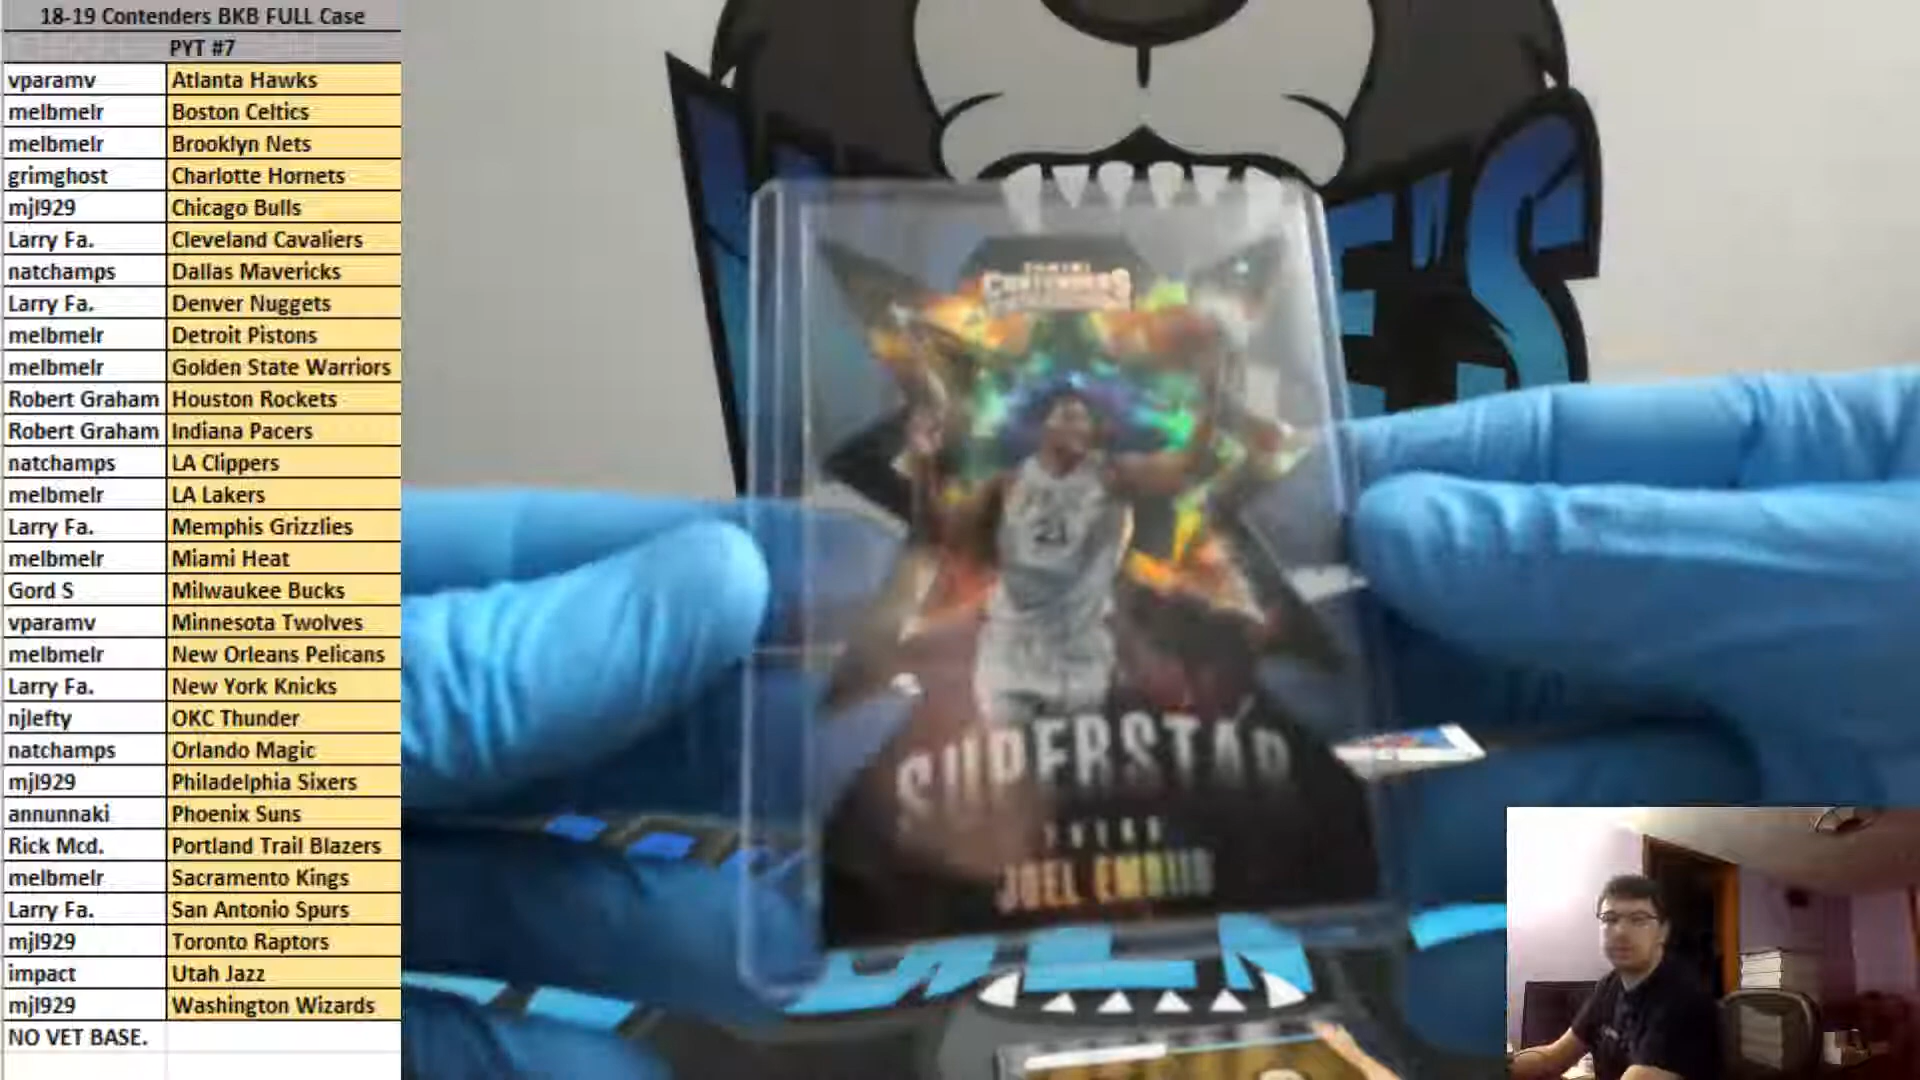 18-19 Contenders BKB FULL Case
PYT #7
vparamv Atlanta Hawks
melbmelr Boston Celtics
melbmelr Brooklyn Nets
grimghost Charlotte Hornets
mjl929 Chicago Bulls
Larry Fa. Cleveland Cavaliers
natchamps Dallas Mavericks
Larry Fa. Denver Nuggets
melbmelr Detroit Pistons
melbmelr Golden State Warriors
Robert Graham Houston Rockets
Robert Graham Indiana Pacers
natchamps LA Clippers
melbmelr LA Lakers
Larry Fa. Memphis Grizzlies
melbmelr Miami Heat
Gord S Milwaukee Bucks
vparamv Minnesota Twolves
melbmelr New Orleans Pelicans
Larry Fa. New York Knicks
njlefty OKC Thunder
natchamps Orlando Magic
mjl929 Philadelphia Sixers
annunnaki Phoenix Suns
Rick Mcd. Portland Trail Blazers
melbmelr Sacramento Kings
Larry Fa. San Antonio Spurs
mjl929 Toronto Raptors
impact Utah Jazz
mjl929 Washington Wizards
NO VET BASE.
PANINI
CONTENDERS
21
SUPERSTAR
JOEL EMBIID
E'S